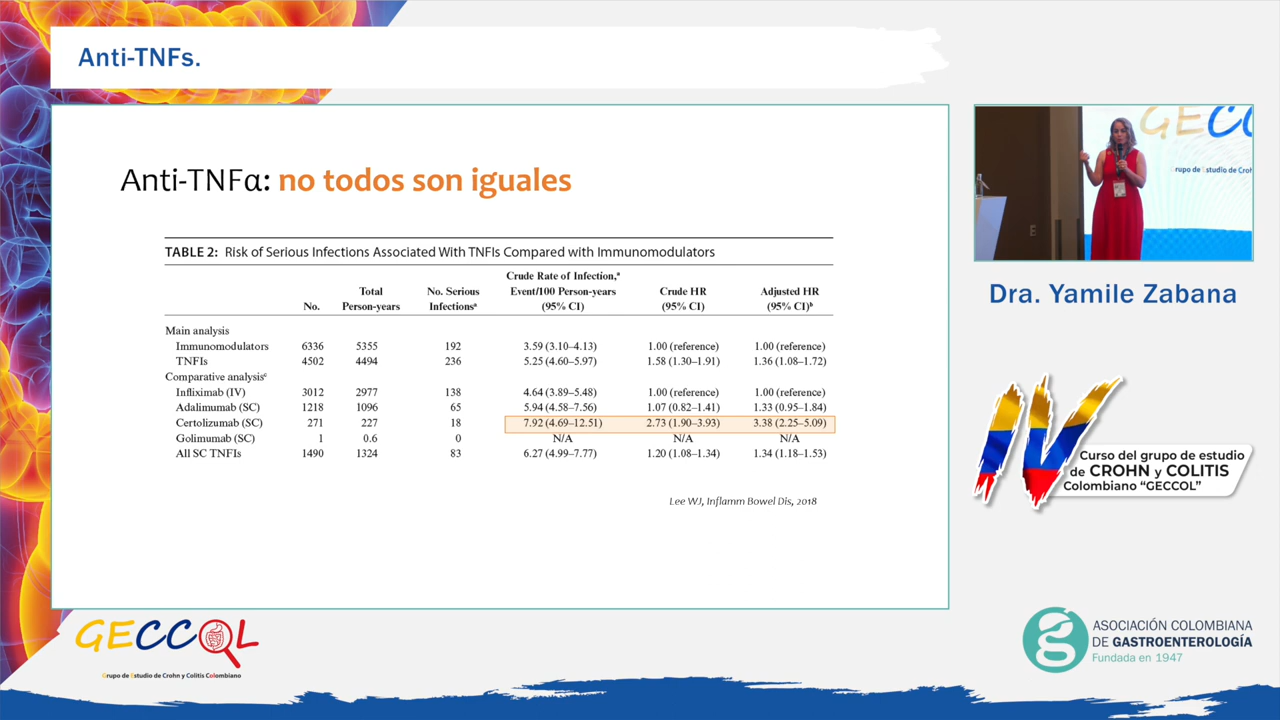 Anti-TNFs.
Anti-TNFα: no todos son iguales
TABLE 2: Risk of Serious Infections Associated With TNFIs Compared with Immunomodulators
No. Total Person-years No. Serious Infectionsᵃ Crude Rate of Infection,ᵃ Event/100 Person-years (95% CI) Crude HR (95% CI) Adjusted HR (95% CI)ᵇ
Main analysis
Immunomodulators 6336 5355 192 3.59 (3.10–4.13) 1.00 (reference) 1.00 (reference)
TNFIs 4502 4494 236 5.25 (4.60–5.97) 1.58 (1.30–1.91) 1.36 (1.08–1.72)
Comparative analysisᶜ
Infliximab (IV) 3012 2977 138 4.64 (3.89–5.48) 1.00 (reference) 1.00 (reference)
Adalimumab (SC) 1218 1096 65 5.94 (4.58–7.56) 1.07 (0.82–1.41) 1.33 (0.95–1.84)
Certolizumab (SC) 271 227 18 7.92 (4.69–12.51) 2.73 (1.90–3.93) 3.38 (2.25–5.09)
Golimumab (SC) 1 0.6 0 N/A N/A N/A
All SC TNFIs 1490 1324 83 6.27 (4.99–7.77) 1.20 (1.08–1.34) 1.34 (1.18–1.53)
Lee WJ, Inflamm Bowel Dis, 2018
GEC
rupo de Estudio de Croh
Dra. Yamile Zabana
IV
Curso del grupo de estudio
de CROHN y COLITIS
Colombiano “GECCOL”
GECCOL
Grupo de Estudio de Crohn y Colitis Colombiano
ASOCIACIÓN COLOMBIANA
DE GASTROENTEROLOGÍA
Fundada en 1947